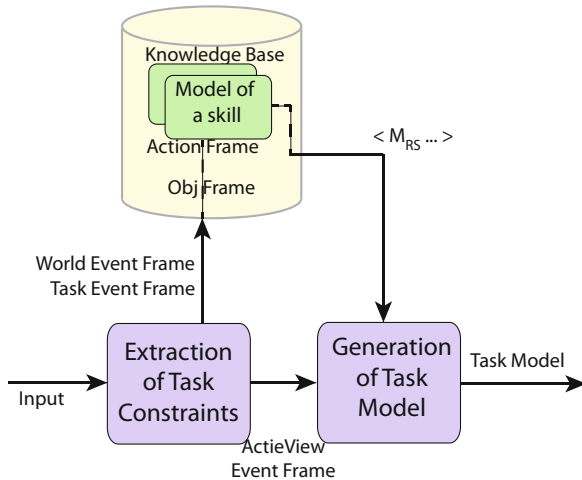 Knowledge Base
Model of
a skill
Action Frame
Obj Frame
< M_RS ... >
World Event Frame
Task Event Frame
Extraction
of Task
Constraints
Generation
of Task
Model
Input
Task Model
ActieView
Event Frame